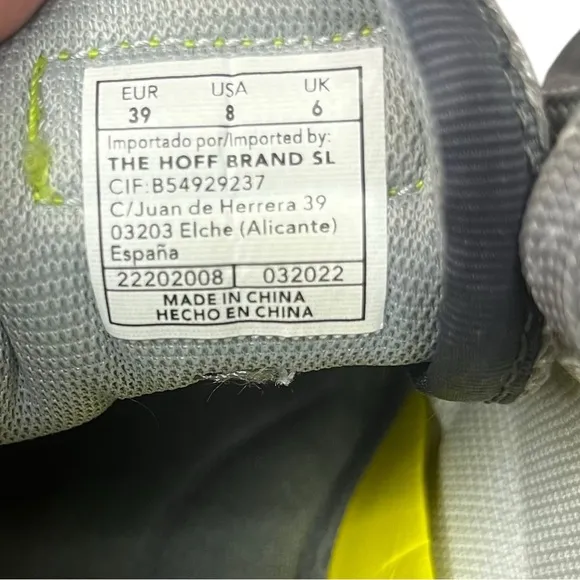 EUR USA UK
39 8 6
Importado por/Imported by:
THE HOFF BRAND SL
CIF:B54929237
C/Juan de Herrera 39
03203 Elche (Alicante)
España
22202008 032022
MADE IN CHINA
HECHO EN CHINA